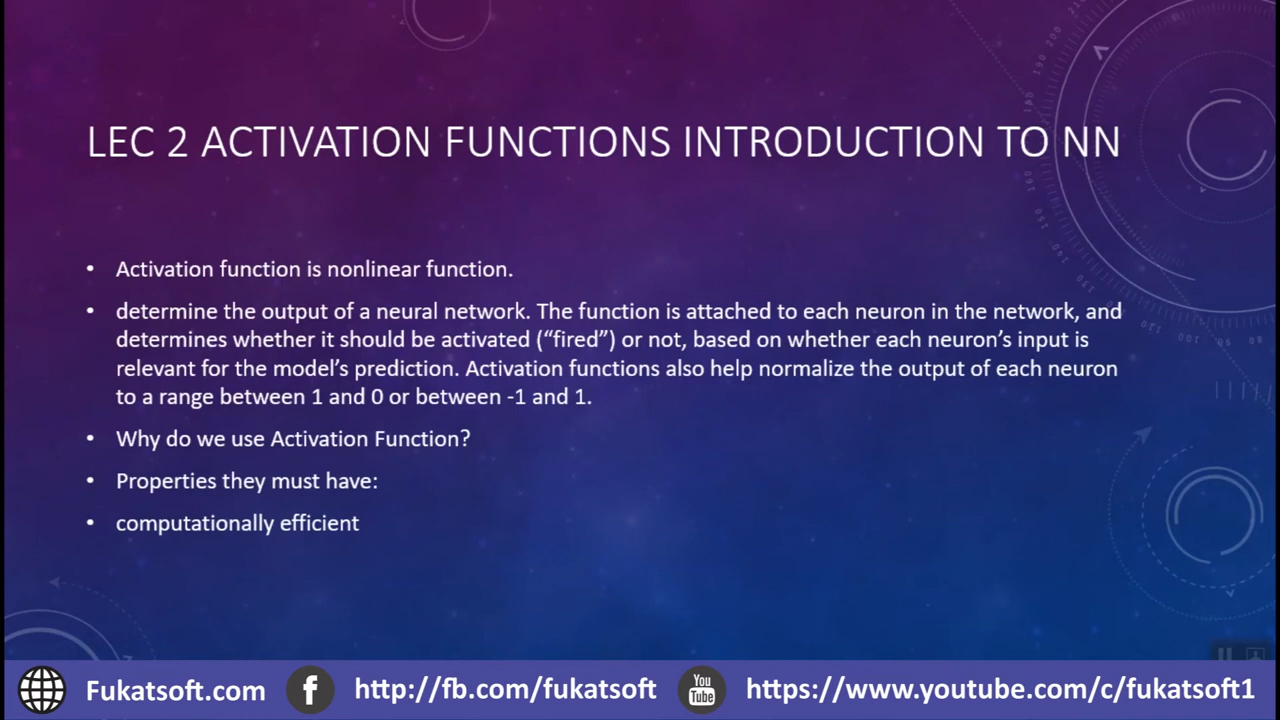 LEC 2 ACTIVATION FUNCTIONS INTRODUCTION TO NN
• Activation function is nonlinear function.
• determine the output of a neural network. The function is attached to each neuron in the network, and
determines whether it should be activated (“fired”) or not, based on whether each neuron’s input is
relevant for the model’s prediction. Activation functions also help normalize the output of each neuron
to a range between 1 and 0 or between -1 and 1.
• Why do we use Activation Function?
• Properties they must have:
• computationally efficient
Fukatsoft.com
f
http://fb.com/fukatsoft
You
Tube
https://www.youtube.com/c/fukatsoft1